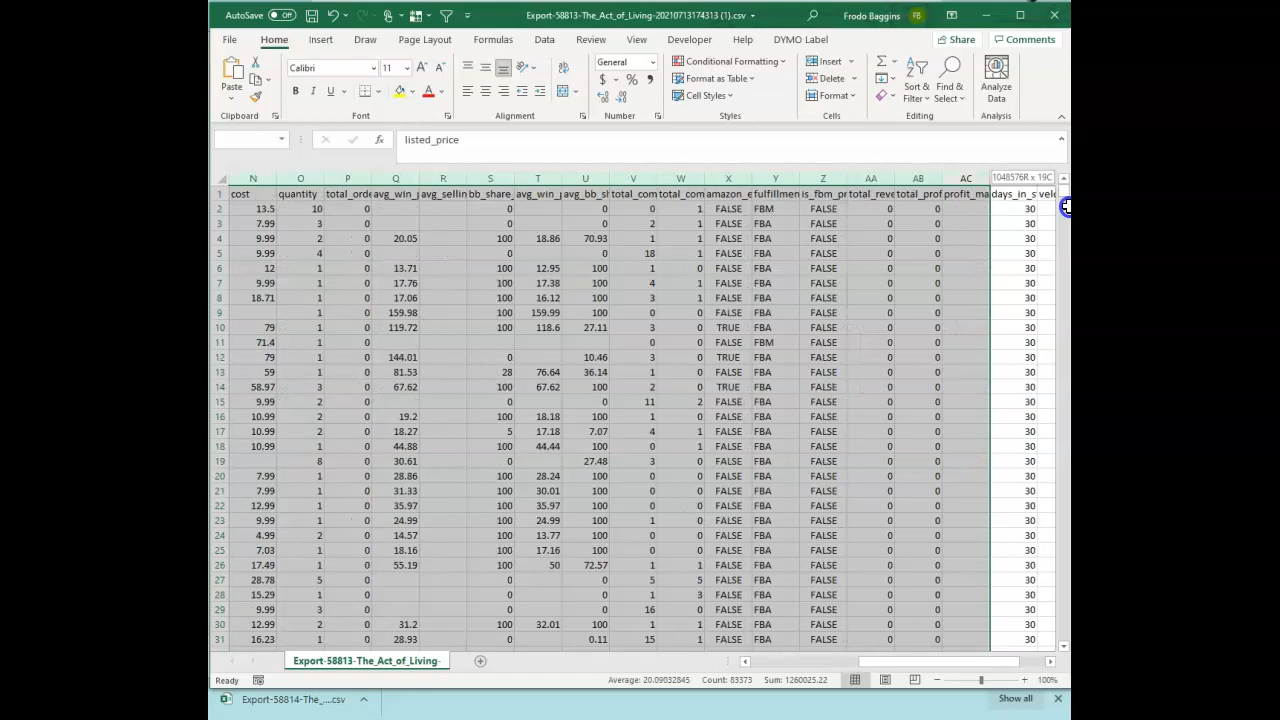 AutoSave Off Export-58813-The_Act_of_Living-20210713174313 (1).csv Frodo Baggins FB
File Home Insert Draw Page Layout Formulas Data Review View Developer Help DYMO Label Share Comments
Paste Calibri 11 General Conditional Formatting Insert Sort & Find & Analyze
B I U $ % Format as Table Delete Filter Select Data
Cell Styles Format
Clipboard Font Alignment Number Styles Cells Editing Analysis
listed_price
N O P Q R S T U V W X Y Z AA AB AC 1048576R x 19C
1 cost quantity total_orde avg_win_ avg_sellin bb_share_ avg_win_ avg_bb_sh total_com total_com amazon_e fulfillmen is_fbm_pr total_reve total_prof profit_ma days_in_s velo
2 13.5 10 0 0 0 0 1 FALSE FBM FALSE 0 0 30
3 7.99 3 0 0 0 2 1 FALSE FBA FALSE 0 0 30
4 9.99 2 0 20.05 100 18.86 70.93 1 1 FALSE FBA FALSE 0 0 30
5 9.99 4 0 0 0 18 1 FALSE FBA FALSE 0 0 30
6 12 1 0 13.71 100 12.95 100 1 0 FALSE FBA FALSE 0 0 30
7 7.99 1 0 17.76 100 17.38 100 4 1 FALSE FBA FALSE 0 0 30
8 18.71 1 0 17.06 100 16.12 100 3 1 FALSE FBA FALSE 0 0 30
9 1 0 159.98 100 159.99 100 0 0 FALSE FBA FALSE 0 0 30
10 79 1 0 119.72 100 118.6 27.11 3 0 TRUE FBA FALSE 0 0 30
11 71.4 1 0 0 0 FALSE FBM FALSE 0 0 30
12 79 1 0 144.01 0 10.46 3 0 TRUE FBA FALSE 0 0 30
13 59 1 0 81.53 28 76.64 36.14 1 0 FALSE FBA FALSE 0 0 30
14 58.97 3 0 67.62 100 67.62 100 2 0 TRUE FBA FALSE 0 0 30
15 9.99 2 0 0 0 11 2 FALSE FBA FALSE 0 0 30
16 10.99 2 0 19.2 100 18.18 100 1 0 FALSE FBA FALSE 0 0 30
17 10.99 2 0 18.27 5 17.18 7.07 4 1 FALSE FBA FALSE 0 0 30
18 10.99 1 0 44.88 100 44.44 100 0 0 FALSE FBA FALSE 0 0 30
19 8 0 30.61 0 27.48 3 0 FALSE FBA FALSE 0 0 30
20 7.99 1 0 28.86 100 28.24 100 0 0 FALSE FBA FALSE 0 0 30
21 7.99 1 0 31.33 100 30.01 100 0 0 FALSE FBA FALSE 0 0 30
22 12.99 1 0 35.97 100 35.97 100 0 0 FALSE FBA FALSE 0 0 30
23 9.99 1 0 24.99 100 24.99 100 1 0 FALSE FBA FALSE 0 0 30
24 4.99 2 0 14.57 100 13.77 100 0 0 FALSE FBA FALSE 0 0 30
25 7.03 1 0 18.16 100 17.16 100 0 0 FALSE FBA FALSE 0 0 30
26 17.49 1 0 55.19 100 50 72.57 1 1 FALSE FBA FALSE 0 0 30
27 28.78 5 0 0 0 5 5 FALSE FBA FALSE 0 0 30
28 15.29 1 0 0 0 1 3 FALSE FBA FALSE 0 0 30
29 9.99 3 0 0 0 16 0 FALSE FBA FALSE 0 0 30
30 12.99 2 0 31.2 100 32.01 100 1 1 FALSE FBA FALSE 0 0 30
31 16.23 1 0 28.93 0 0.11 15 1 FALSE FBA FALSE 0 0 30
Export-58813-The_Act_of_Living-
Ready Average: 20.09032845 Count: 83373 Sum: 1260025.22 100%
Export-58814-The_....csv Show all